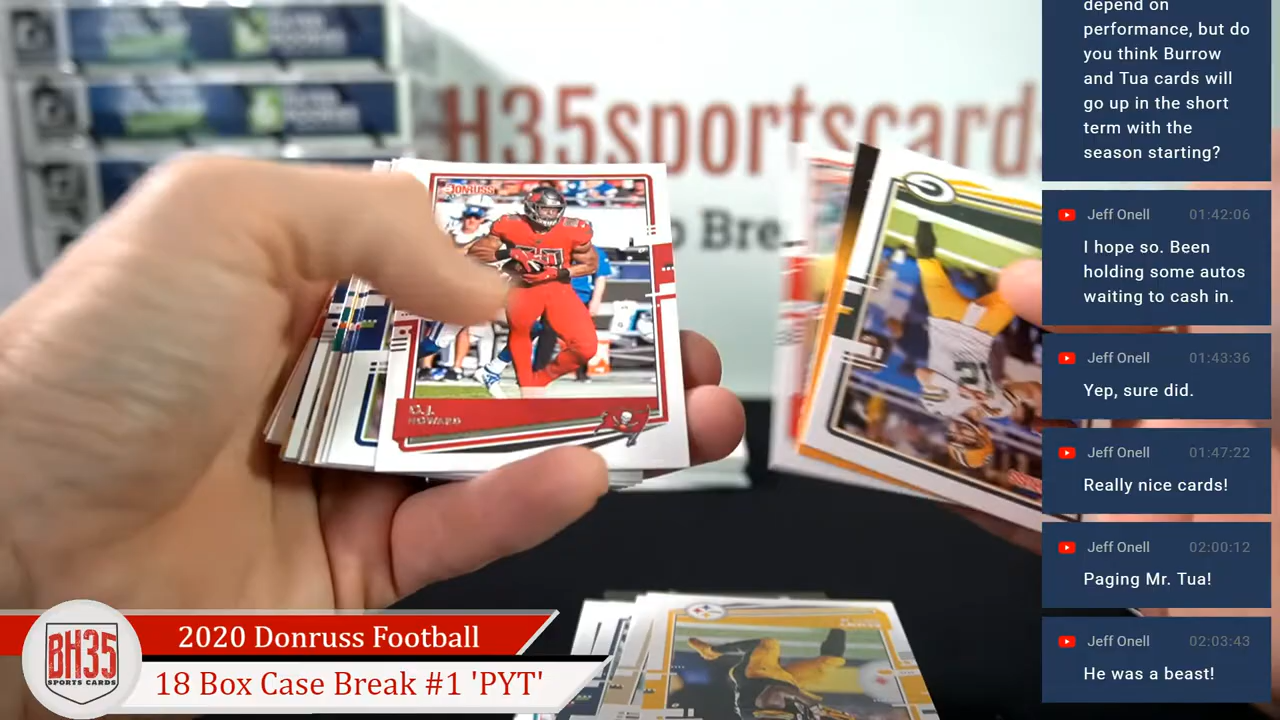 H35sportscards
o Bre
DONRUSS
O.J.
HOWARD
G
21
2020 Donruss Football
18 Box Case Break #1 'PYT'
BH35
SPORTS CARDS
depend on
performance, but do
you think Burrow
and Tua cards will
go up in the short
term with the
season starting?
Jeff Onell 01:42:06
I hope so. Been
holding some autos
waiting to cash in.
Jeff Onell 01:43:36
Yep, sure did.
Jeff Onell 01:47:22
Really nice cards!
Jeff Onell 02:00:12
Paging Mr. Tua!
Jeff Onell 02:03:43
He was a beast!